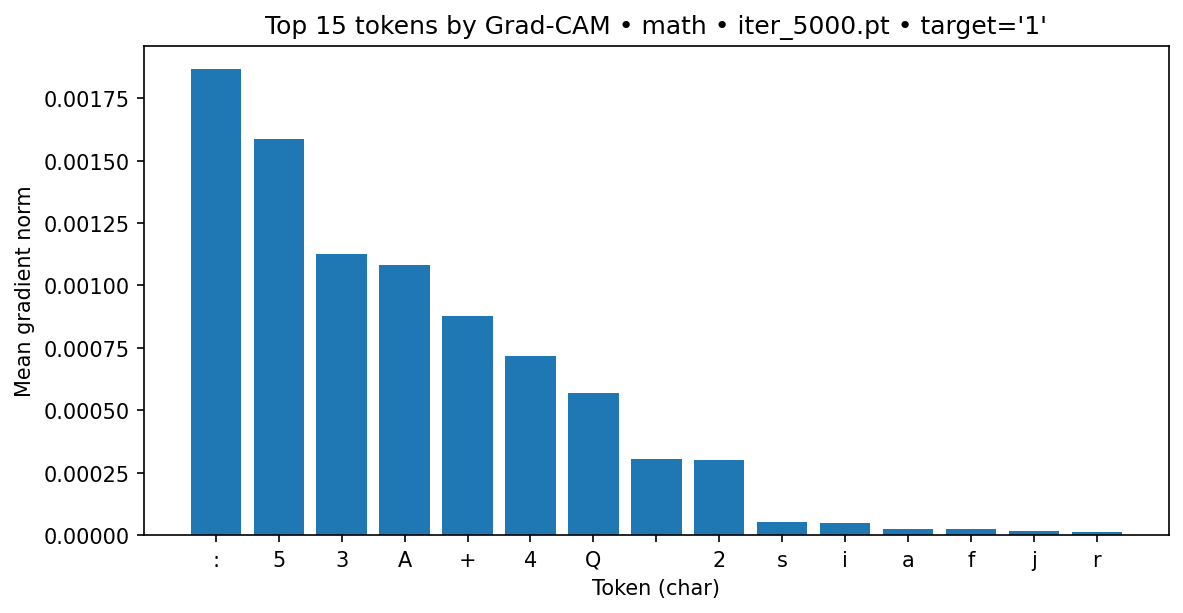 Top 15 tokens by Grad-CAM • math • iter_5000.pt • target='1'
Mean gradient norm
0.00175
0.00150
0.00125
0.00100
0.00075
0.00050
0.00025
0.00000
: 5 3 A + 4 Q 2 s i a f j r
Token (char)